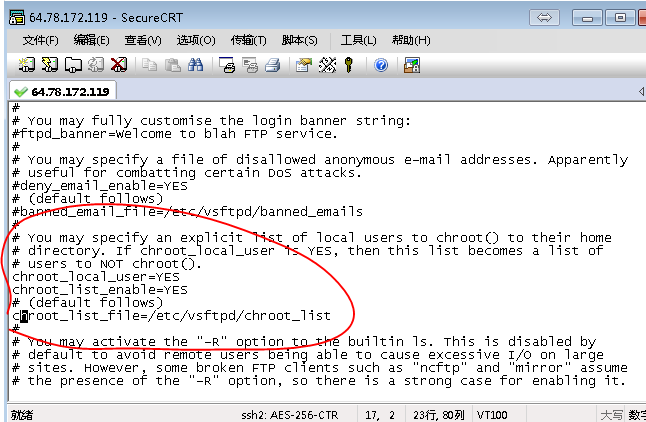 64.78.172.119 - SecureCRT
文件(F) 编辑(E) 查看(V) 选项(O) 传输(T) 脚本(S) 工具(L) 帮助(H)
64.78.172.119
#
# You may fully customise the login banner string:
#ftpd_banner=Welcome to blah FTP service.
#
# You may specify a file of disallowed anonymous e-mail addresses. Apparently
# useful for combatting certain DoS attacks.
#deny_email_enable=YES
# (default follows)
#banned_email_file=/etc/vsftpd/banned_emails
#
# You may specify an explicit list of local users to chroot() to their home
# directory. If chroot_local_user is YES, then this list becomes a list of
# users to NOT chroot().
chroot_local_user=YES
chroot_list_enable=YES
# (default follows)
chroot_list_file=/etc/vsftpd/chroot_list
#
# You may activate the "-R" option to the builtin ls. This is disabled by
# default to avoid remote users being able to cause excessive I/O on large
# sites. However, some broken FTP clients such as "ncftp" and "mirror" assume
# the presence of the "-R" option, so there is a strong case for enabling it.
就绪 ssh2: AES-256-CTR 17, 2 23行, 80列 VT100 大写 数字